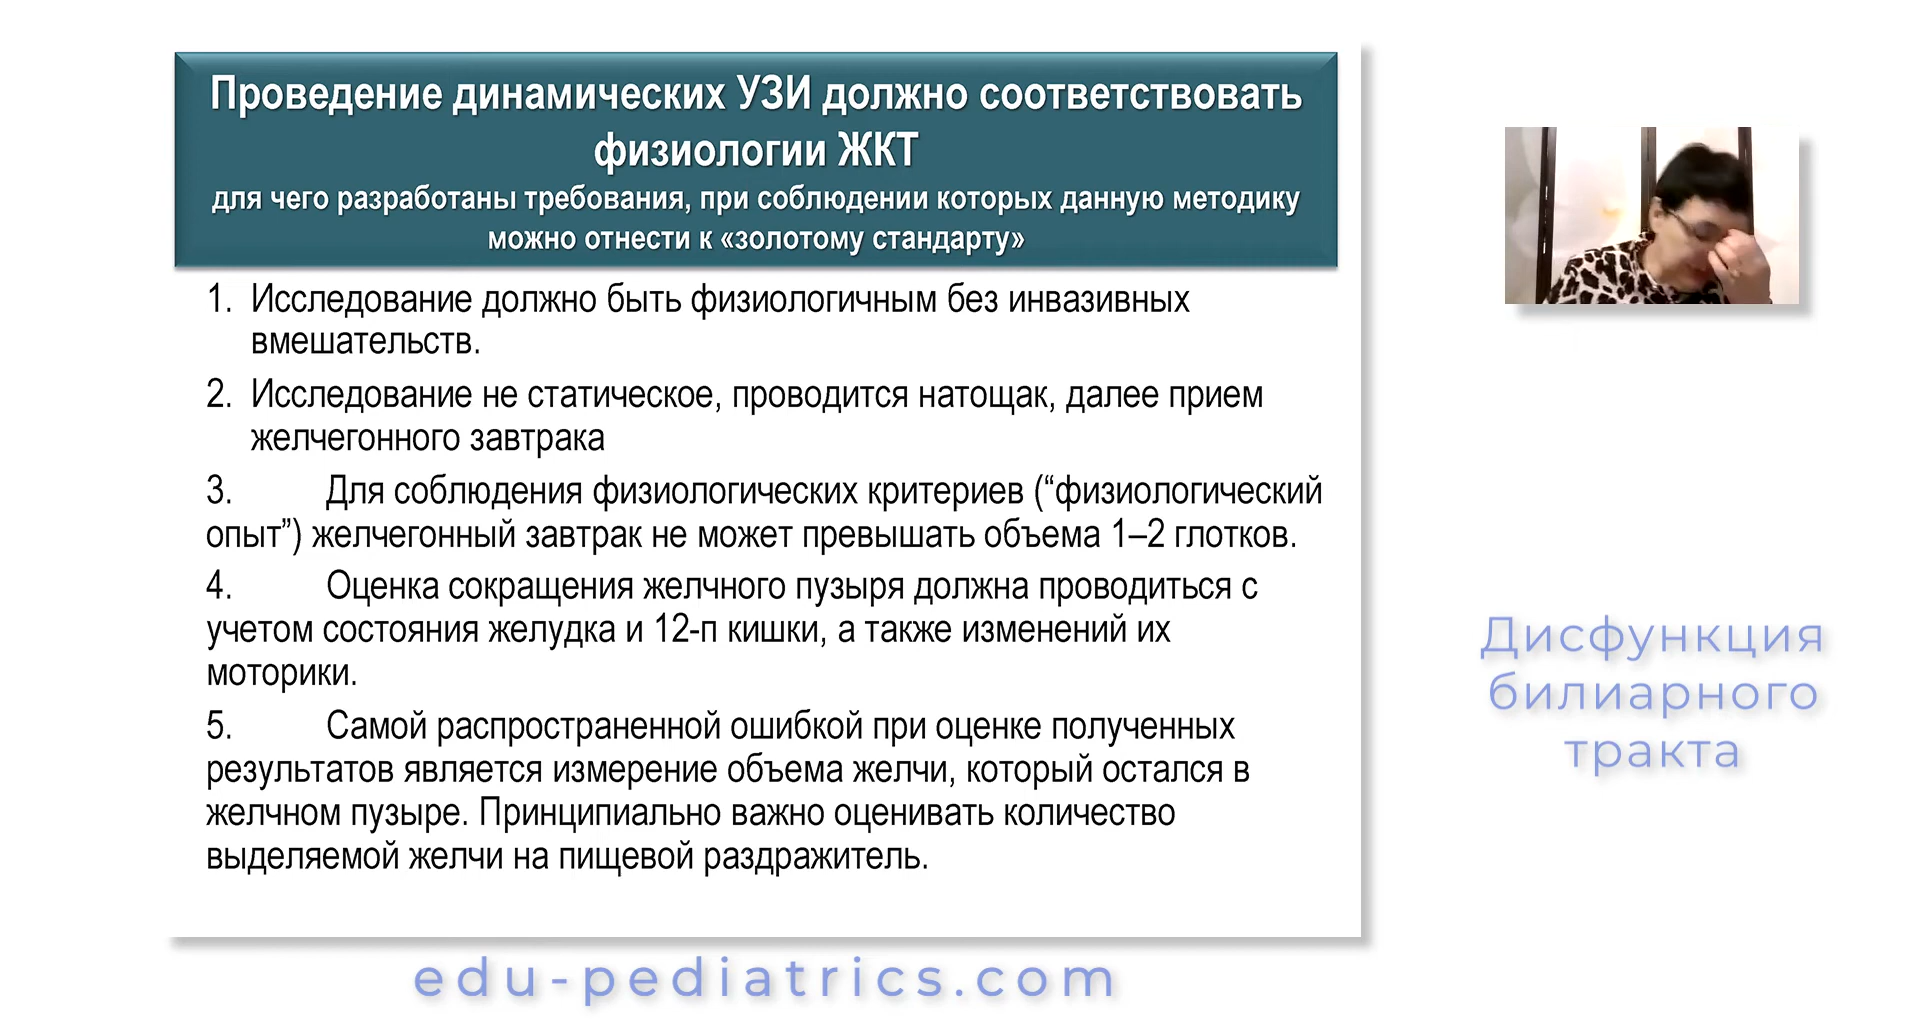 Проведение динамических УЗИ должно соответствовать
физиологии ЖКТ
для чего разработаны требования, при соблюдении которых данную методику
можно отнести к «золотому стандарту»
1. Исследование должно быть физиологичным без инвазивных
вмешательств.
2. Исследование не статическое, проводится натощак, далее прием
желчегонного завтрака
3. Для соблюдения физиологических критериев (“физиологический
опыт”) желчегонный завтрак не может превышать объема 1–2 глотков.
4. Оценка сокращения желчного пузыря должна проводиться с
учетом состояния желудка и 12-п кишки, а также изменений их
моторики.
5. Самой распространенной ошибкой при оценке полученных
результатов является измерение объема желчи, который остался в
желчном пузыре. Принципиально важно оценивать количество
выделяемой желчи на пищевой раздражитель.
Дисфункция
билиарного
тракта
edu-pediatrics.com